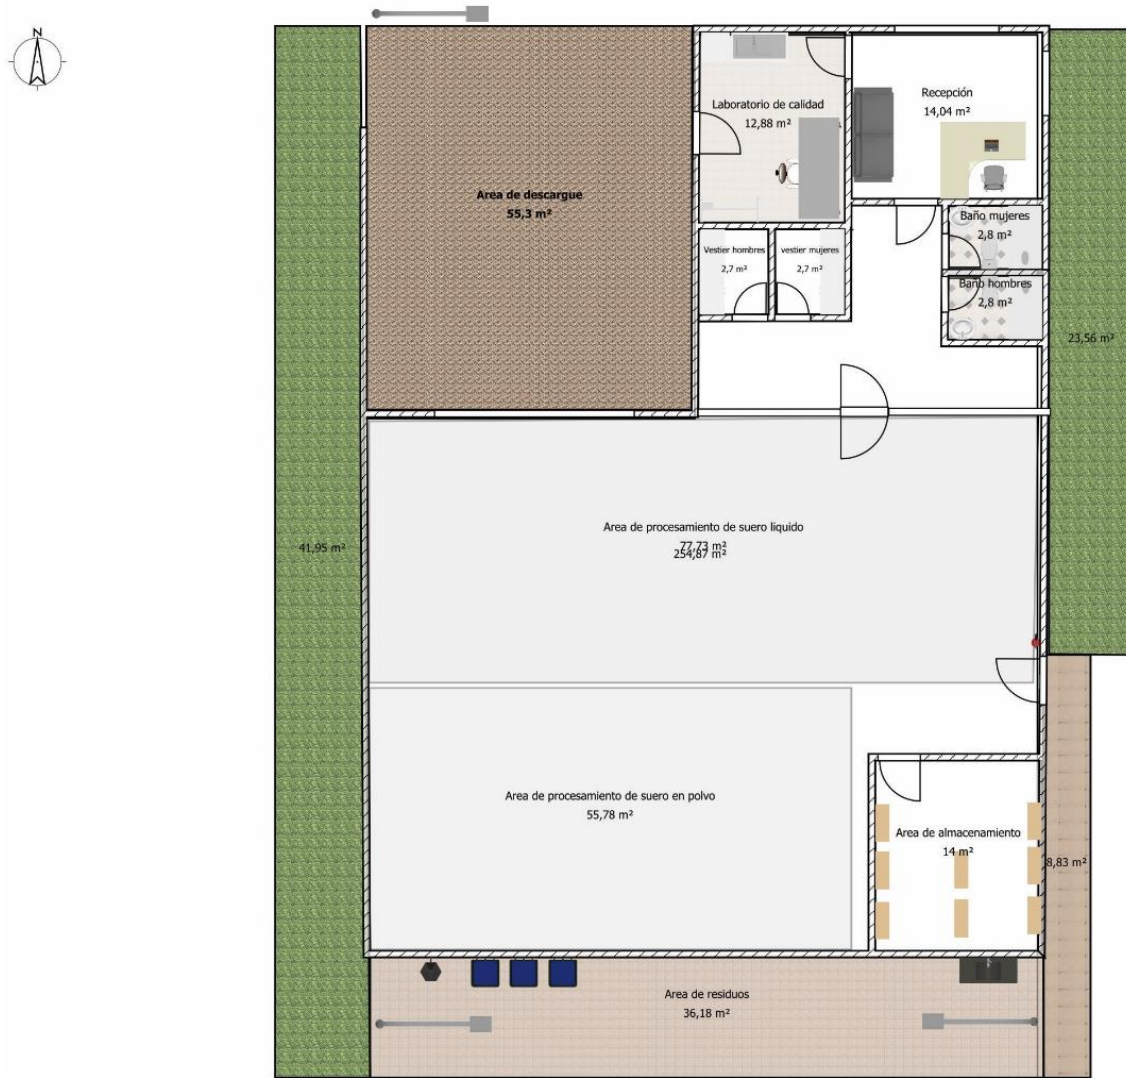 N
Laboratorio de calidad
12,88 m²
Recepción
14,04 m²
Area de descargue
55,3 m²
Baño mujeres
2,8 m²
Vestier hombres
2,7 m²
vestier mujeres
2,7 m²
Baño hombres
2,8 m²
23,56 m²
Area de procesamiento de suero liquido
77,73 m²
254,87 m²
41,95 m²
Area de procesamiento de suero en polvo
55,78 m²
Area de almacenamiento
14 m²
8,83 m²
Area de residuos
36,18 m²